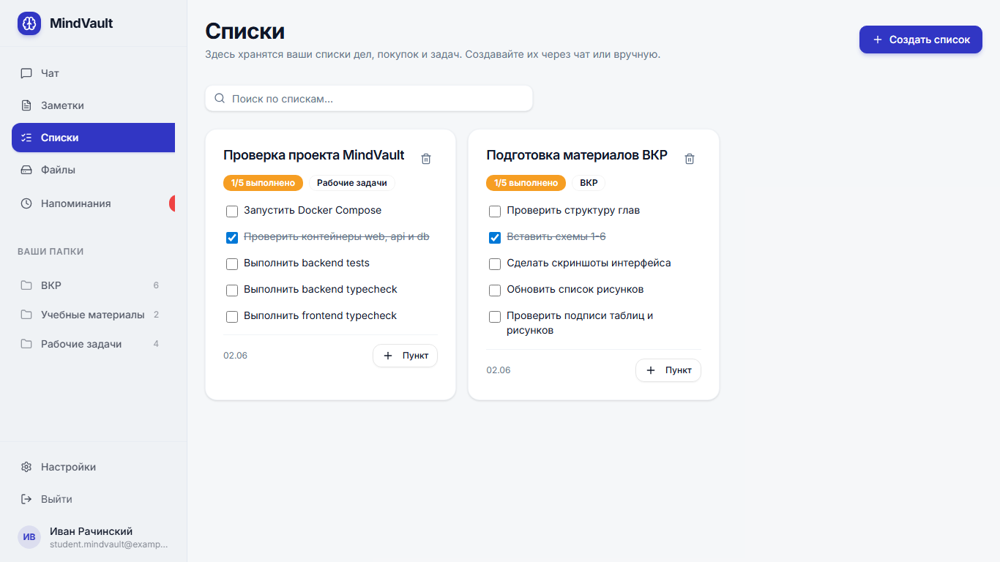 MindVault
Чат
Заметки
Списки
Файлы
Напоминания
ВАШИ ПАПКИ
ВКР 6
Учебные материалы 2
Рабочие задачи 4
Настройки
Выйти
ИВ
Иван Рачинский
student.mindvault@examp...
Списки
Здесь хранятся ваши списки дел, покупок и задач. Создавайте их через чат или вручную.
Создать список
Поиск по спискам...
Проверка проекта MindVault
1/5 выполнено Рабочие задачи
Запустить Docker Compose
Проверить контейнеры web, api и db
Выполнить backend tests
Выполнить backend typecheck
Выполнить frontend typecheck
02.06 Пункт
Подготовка материалов ВКР
1/5 выполнено ВКР
Проверить структуру глав
Вставить схемы 1-6
Сделать скриншоты интерфейса
Обновить список рисунков
Проверить подписи таблиц и
рисунков
02.06 Пункт